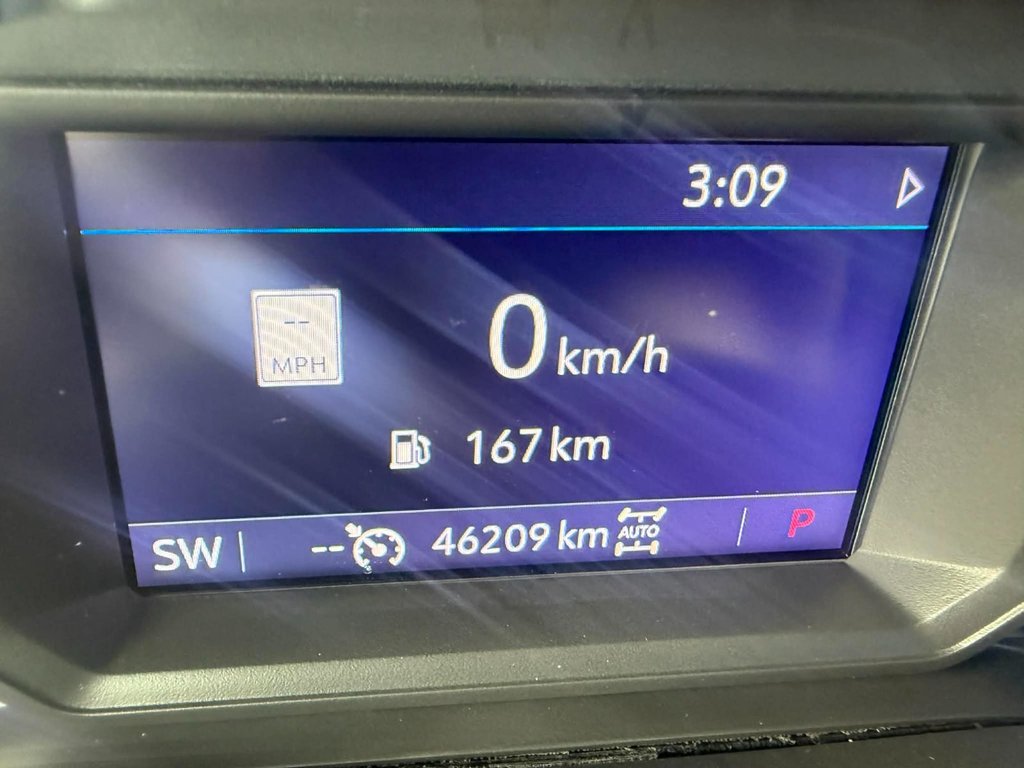 3:09
--
MPH
0 km/h
167 km
SW
--
46209 km
AUTO
P